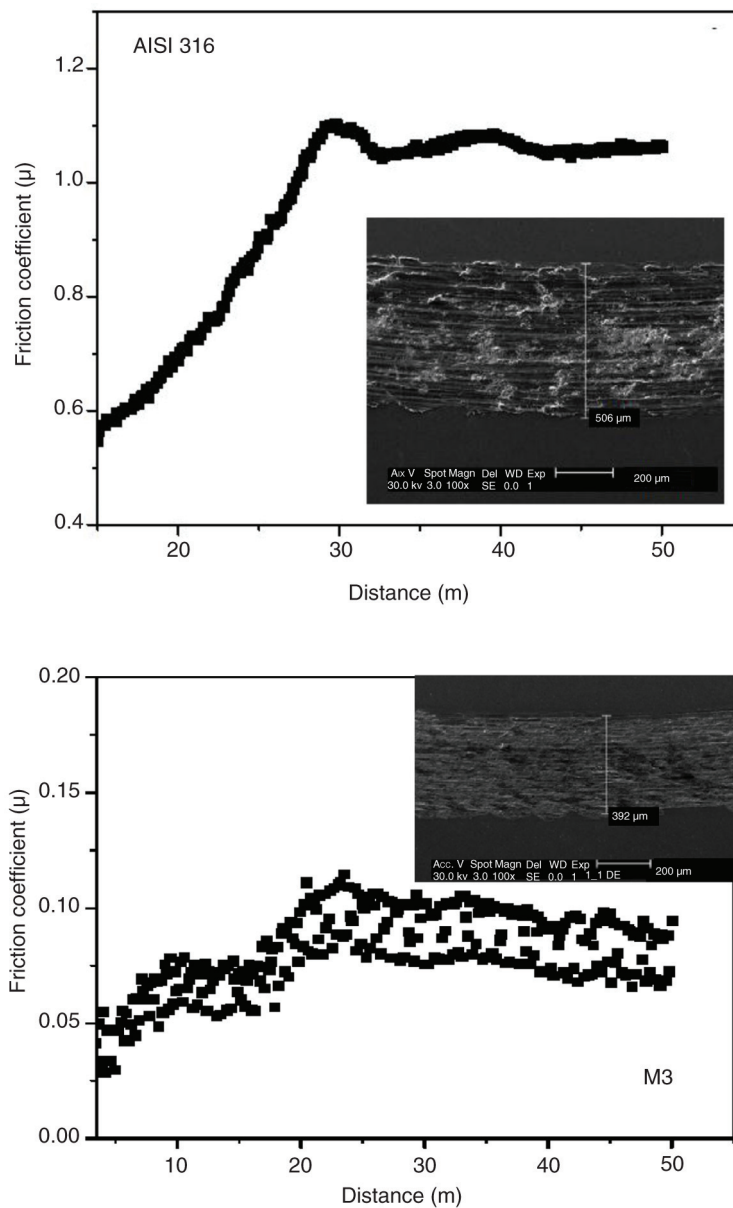 AISI 316
1.2
1.0
0.8
0.6
0.4
Friction coefficient (μ)
506 μm
Aιx V Spot Magn Del WD Exp
30.0 kv 3.0 100x SE 0.0 1
200 μm
20 30 40 50
Distance (m)
0.20
0.15
0.10
0.05
0.00
Friction coefficient (μ)
392 μm
Acc. V Spot Magn Del WD Exp
30.0 kv 3.0 100x SE 0.0 1 1_1 DE
200 μm
M3
10 20 30 40 50
Distance (m)